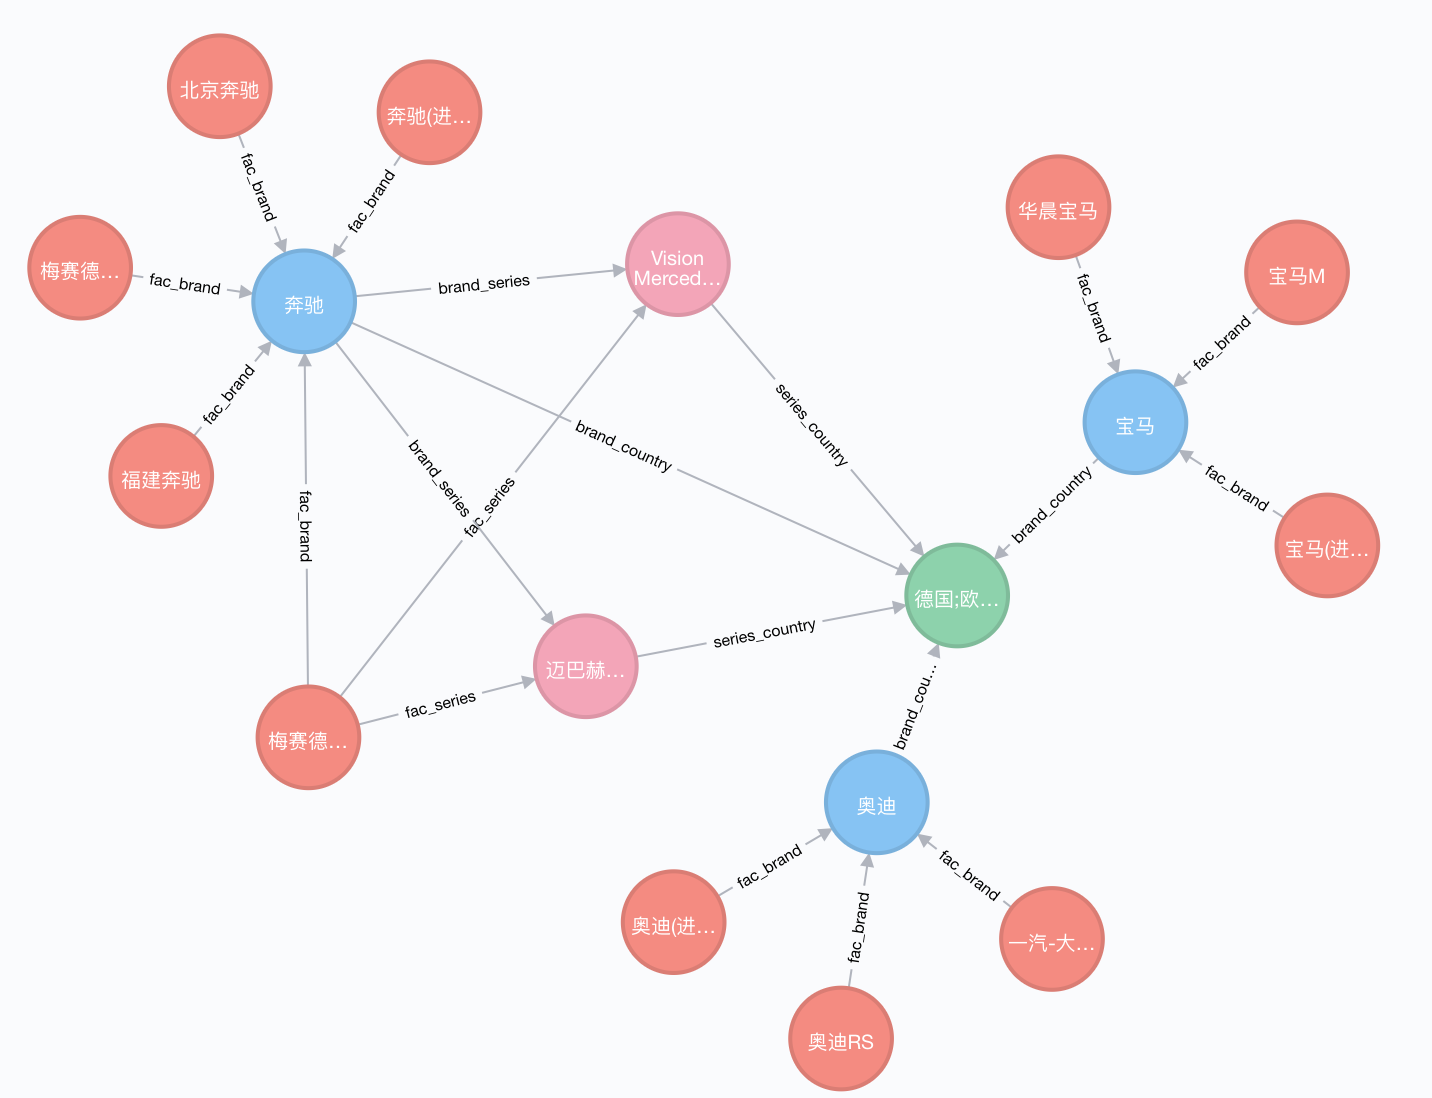 北京奔驰
奔驰(进...
fac_brand
fac_brand
梅赛德...
fac_brand
奔驰
brand_series
Vision
Merced...
华晨宝马
宝马M
fac_brand
fac_brand
宝马
fac_brand
福建奔驰
brand_series
brand_country
series_country
fac_series
fac_brand
brand_country
fac_brand
宝马(进...
德国;欧...
series_country
迈巴赫...
fac_series
梅赛德...
brand_cou...
奥迪
fac_brand
fac_brand
fac_brand
奥迪(进...
一汽-大...
奥迪RS